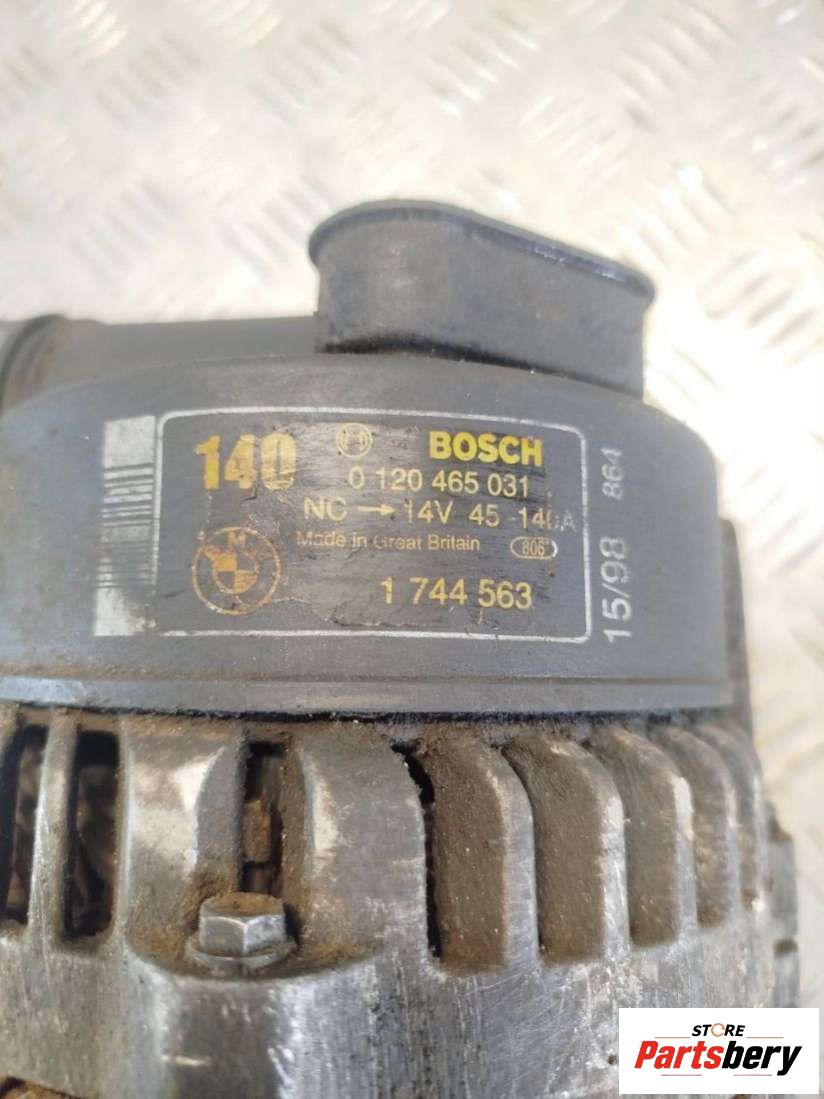 140 BOSCH
0 120 465 031
NC → 14V 45-140A
Made in Great Britain 806
1 744 563
15/98 864
STORE
Partsbery